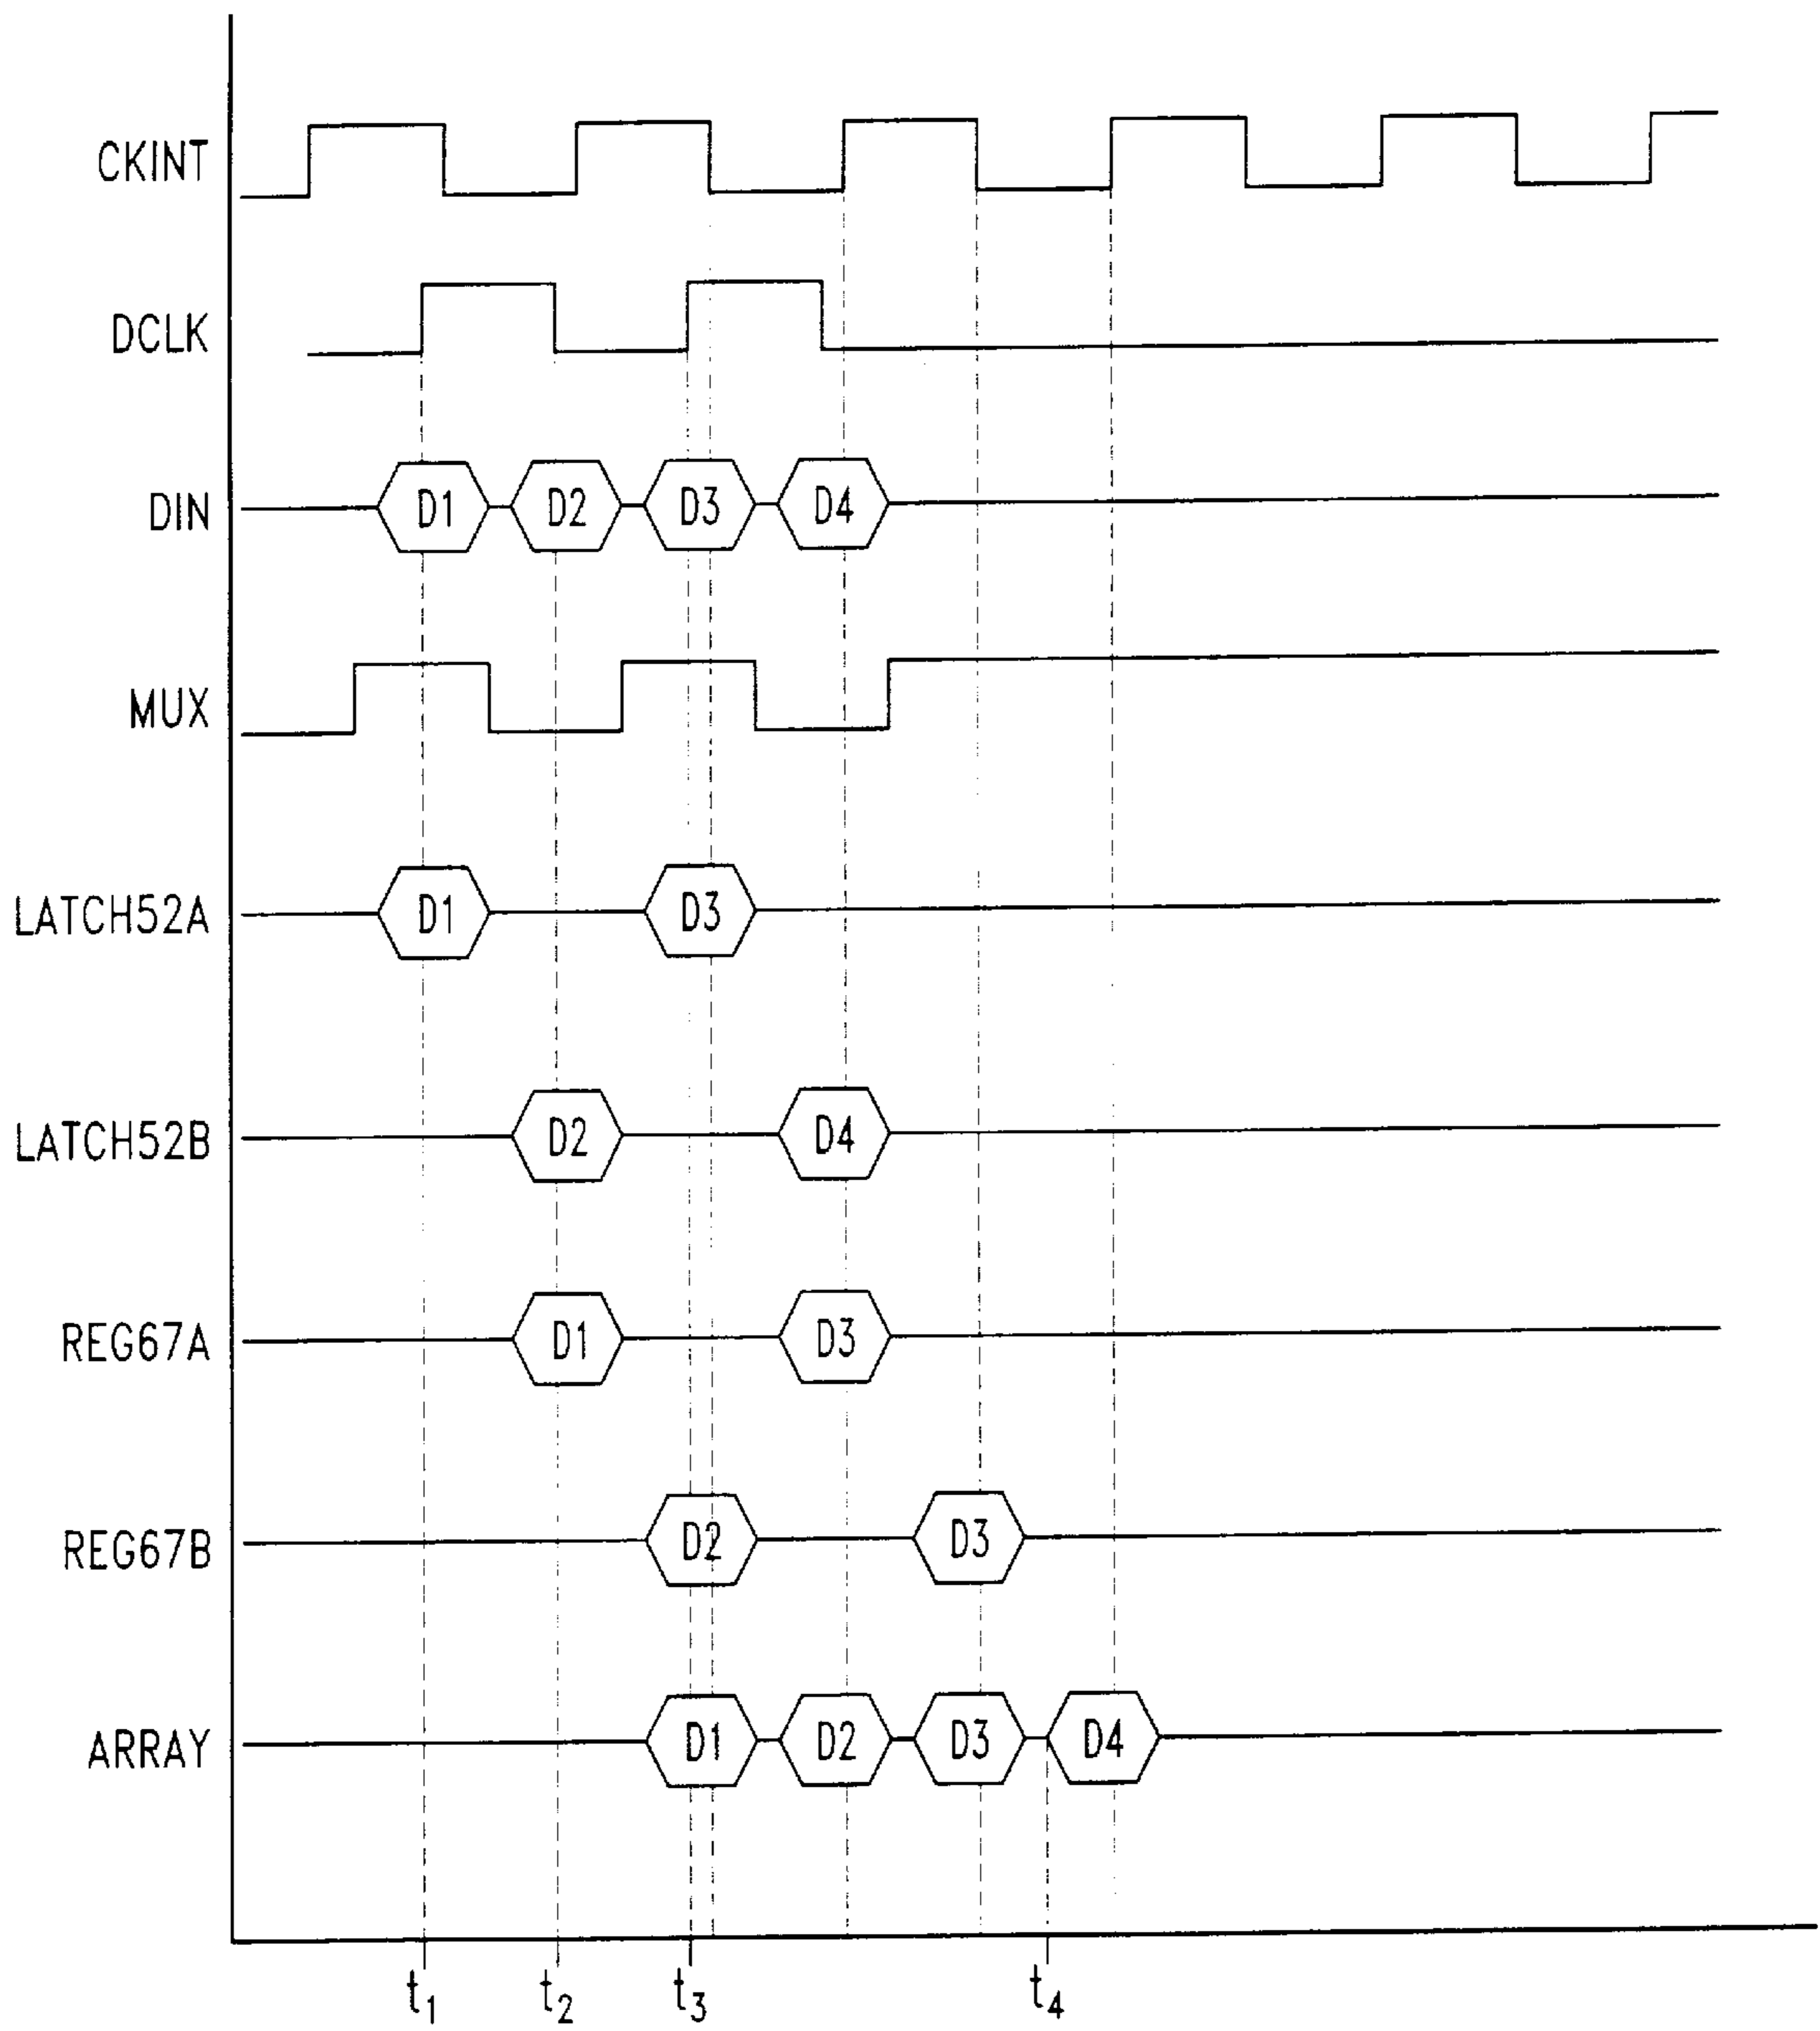 CKINT
DCLK
DIN D1 D2 D3 D4
MUX
LATCH52A D1 D3
LATCH52B D2 D4
REG67A D1 D3
REG67B D2 D3
ARRAY D1 D2 D3 D4
t1 t2 t3 t4